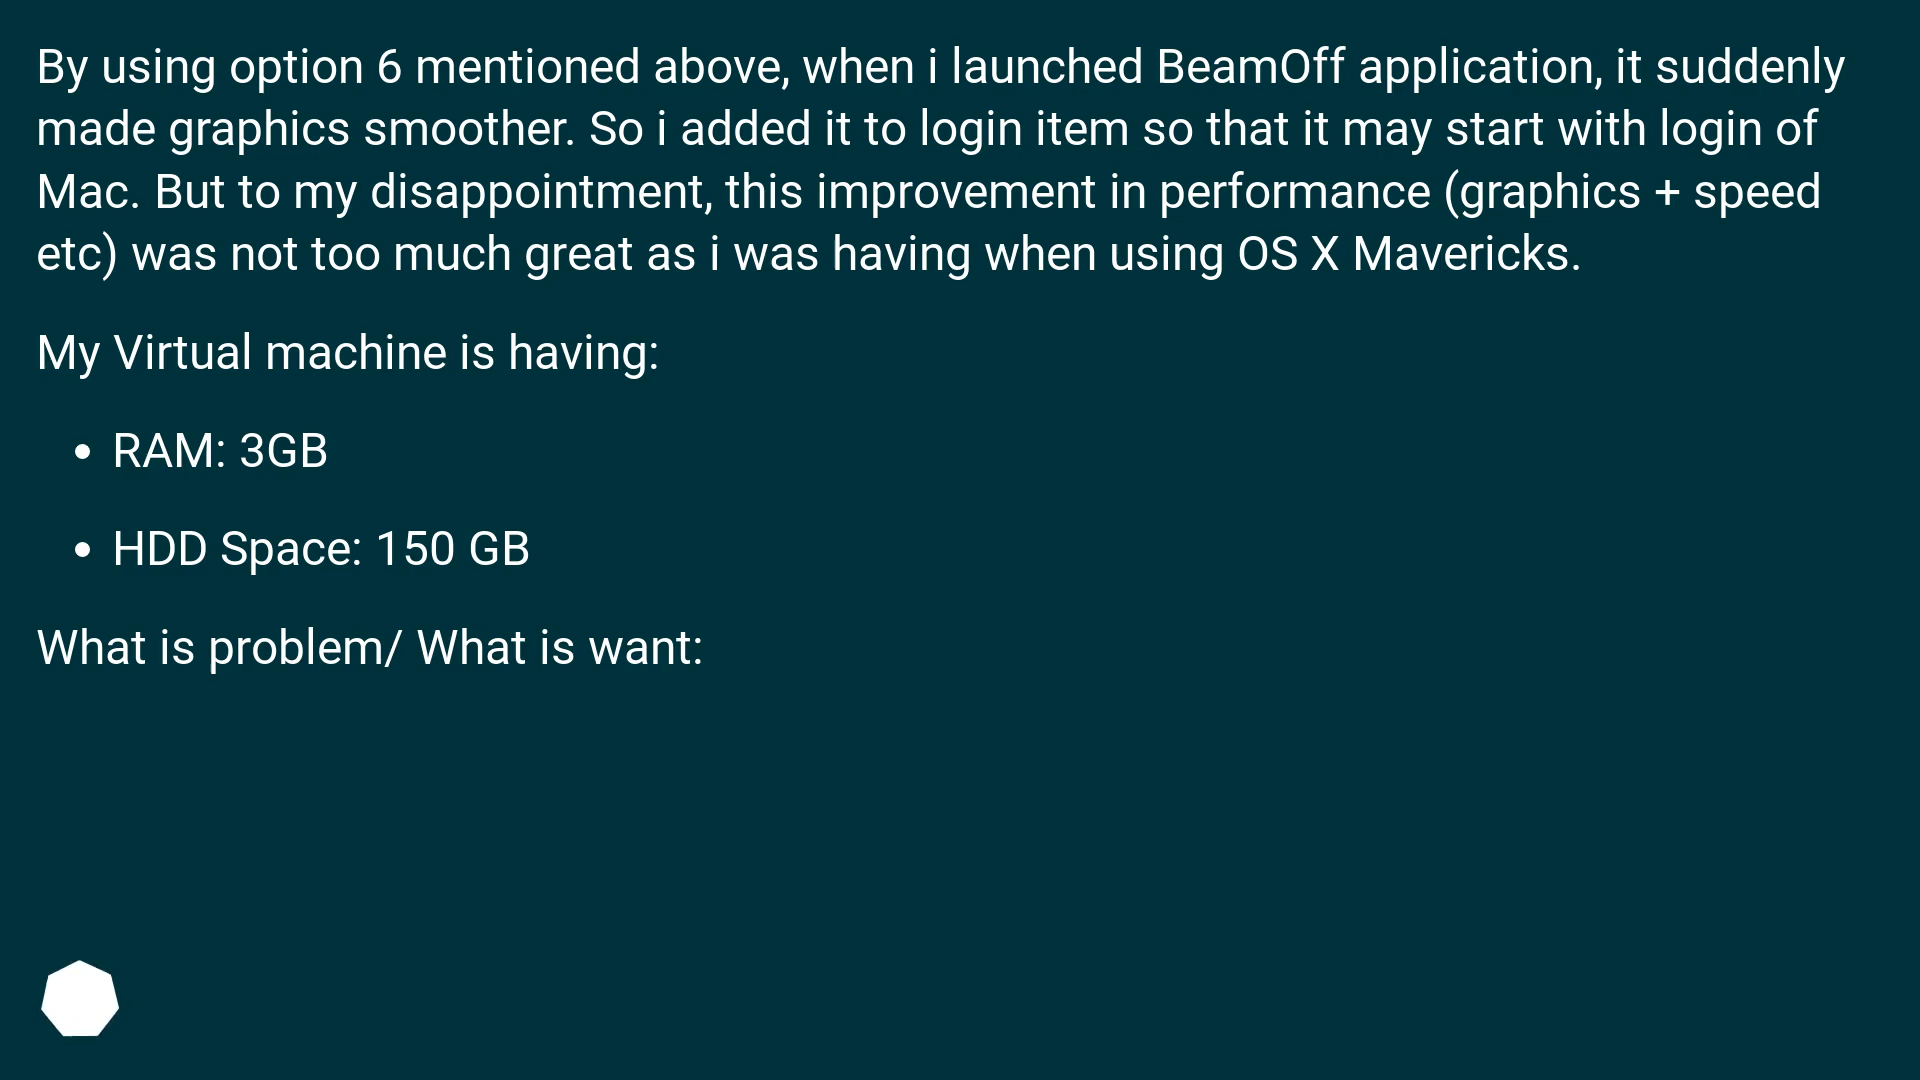 By using option 6 mentioned above, when i launched BeamOff application, it suddenly
made graphics smoother. So i added it to login item so that it may start with login of
Mac. But to my disappointment, this improvement in performance (graphics + speed
etc) was not too much great as i was having when using OS X Mavericks.
My Virtual machine is having:
• RAM: 3GB
• HDD Space: 150 GB
What is problem/ What is want: